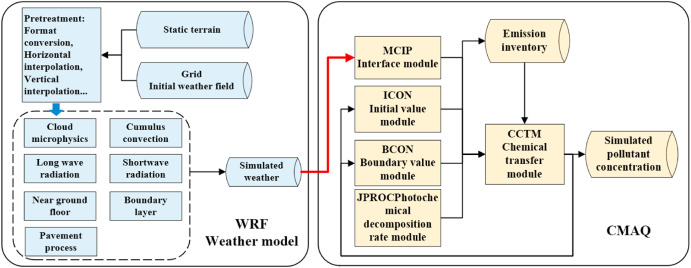 Pretreatment:
Format
conversion,
Horizontal
interpolation,
Vertical
interpolation...
Static terrain
Grid
Initial weather field
Cloud
microphysics
Cumulus
convection
Long wave
radiation
Shortwave
radiation
Near ground
floor
Boundary
layer
Pavement
process
Simulated
weather
WRF
Weather model
MCIP
Interface module
ICON
Initial value
module
BCON
Boundary value
module
JPROCPhotoche
mical
decomposition
rate module
Emission
inventory
CCTM
Chemical
transfer
module
Simulated
pollutant
concentration
CMAQ